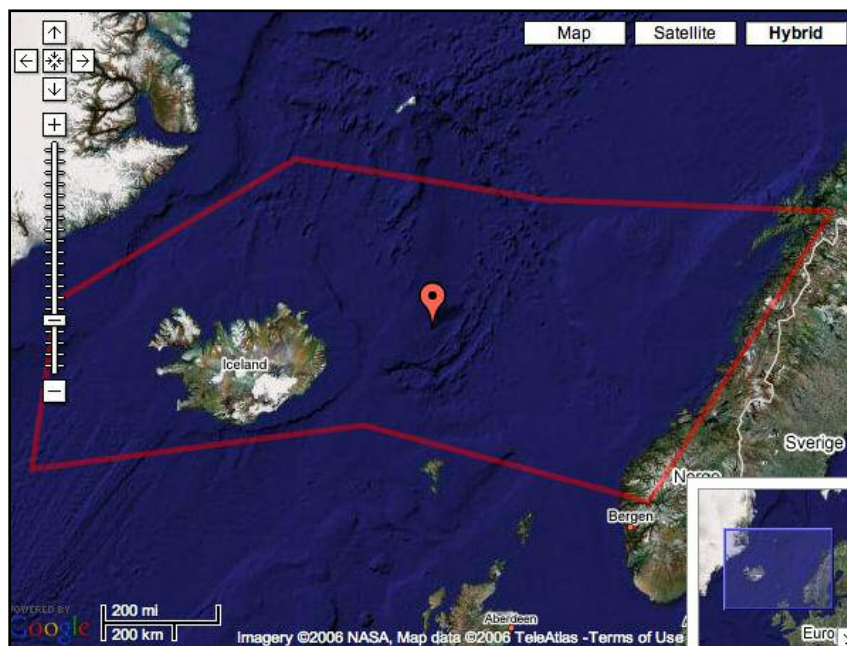 Map Satellite Hybrid
Iceland
Sverige
Norge
Bergen
POWERED BY
Google
200 mi
200 km
Aberdeen
Imagery ©2006 NASA, Map data ©2006 TeleAtlas -Terms of Use
Euro